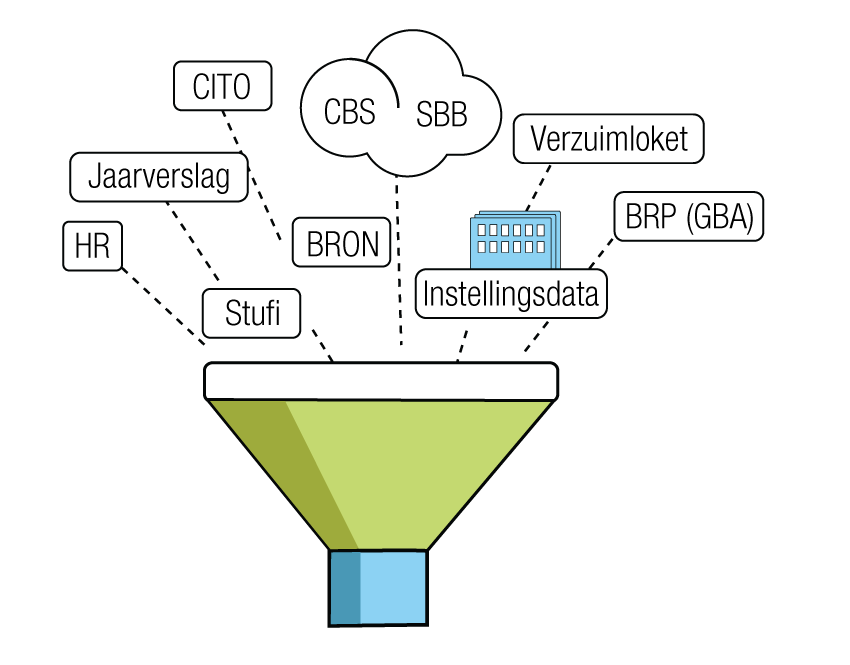 CITO
CBS
SBB
Verzuimloket
Jaarverslag
BRP (GBA)
HR
BRON
Instellingsdata
Stufi